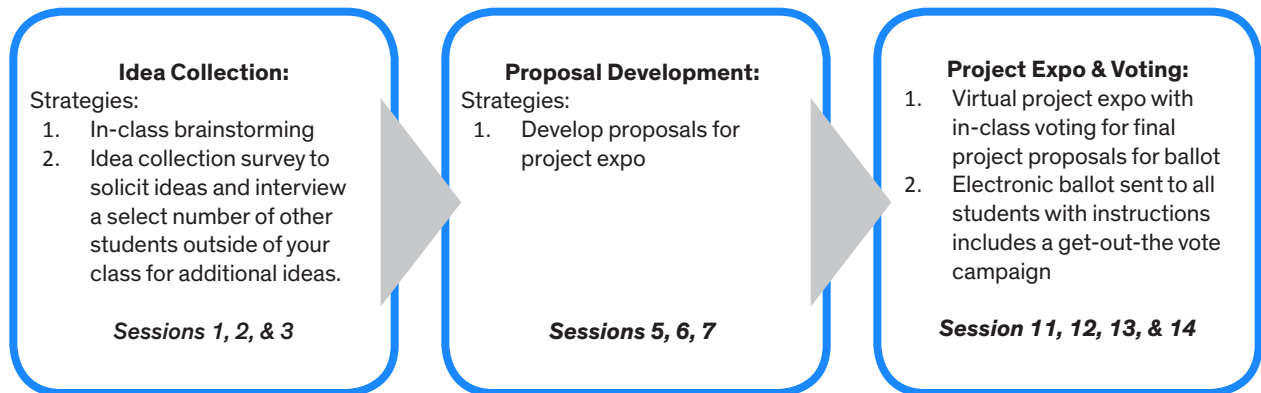 Idea Collection:
Strategies:
1. In-class brainstorming
2. Idea collection survey to
solicit ideas and interview
a select number of other
students outside of your
class for additional ideas.
Sessions 1, 2, & 3
Proposal Development:
Strategies:
1. Develop proposals for
project expo
Sessions 5, 6, 7
Project Expo & Voting:
1. Virtual project expo with
in-class voting for final
project proposals for ballot
2. Electronic ballot sent to all
students with instructions
includes a get-out-the vote
campaign
Session 11, 12, 13, & 14